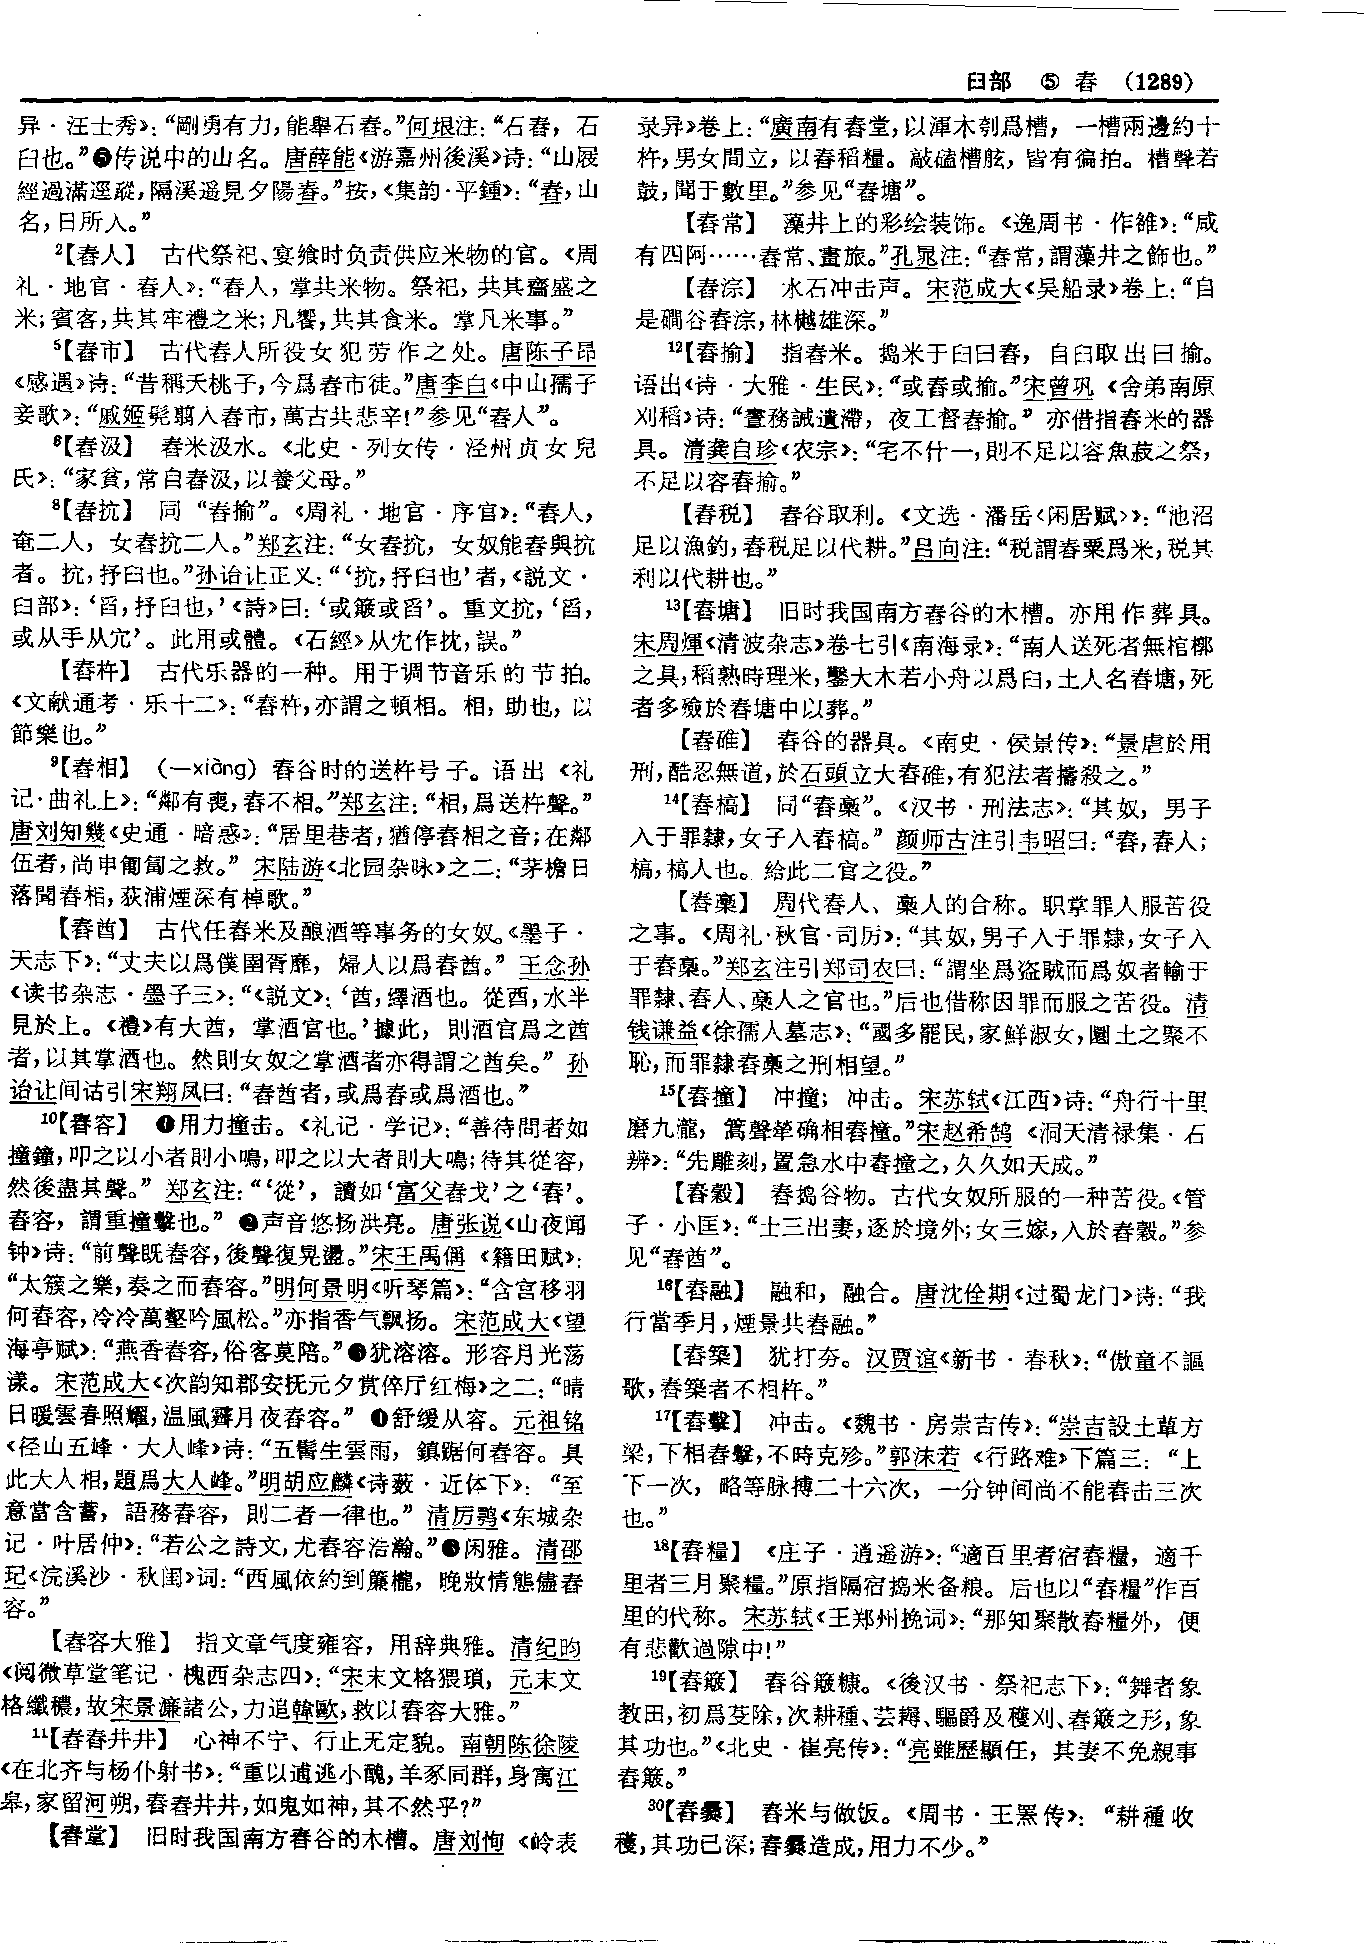 臼部 ⑤ 舂 （1289）
异·汪士秀》：“剛勇有力，能舉石舂。”何垠注：“石舂，石
臼也。”❺传说中的山名。唐薛能《游嘉州後溪》诗：“山屐
經過滿逕蹤，隔溪遥見夕陽舂。”按，《集韵·平鍾》：“舂，山
名，日所入。”
²【舂人】 古代祭祀、宴飨时负责供应米物的官。《周
礼·地官·舂人》：“舂人，掌共米物。祭祀，共其齍盛之
米；賓客，共其牢禮之米；凡饗，共其食米。掌凡米事。”
⁵【舂市】 古代舂人所役女犯劳作之处。唐陈子昂
《感遇》诗：“昔稱夭桃子，今爲舂市徒。”唐李白《中山孺子
妾歌》：“戚姬髡翦入舂市，萬古共悲辛！”参见“舂人”。
⁶【舂汲】 舂米汲水。《北史·列女传·泾州贞女兒
氏》：“家貧，常自舂汲，以養父母。”
⁸【舂抗】 同“舂揄”。《周礼·地官·序官》：“舂人，
奄二人，女舂抗二人。”郑玄注：“女舂抗，女奴能舂與抗
者。抗，抒臼也。”孙诒让正义：“‘抗，抒臼也’者，《説文·
臼部》：‘舀，抒臼也，’《詩》曰：‘或簸或舀’。重文抗，‘舀，
或从手从宂’。此用或體。《石經》从冘作抌，誤。”
【舂杵】 古代乐器的一种。用于调节音乐的节拍。
《文献通考·乐十二》：“舂杵，亦謂之頓相。相，助也，以
節樂也。”
⁹【舂相】 （—xiàng）舂谷时的送杵号子。语出《礼
记·曲礼上》：“鄰有喪，舂不相。”郑玄注：“相，爲送杵聲。”
唐刘知幾《史通·暗惑》：“居里巷者，猶停舂相之音；在鄰
伍者，尚申匍匐之救。”宋陆游《北园杂咏》之二：“茅檐日
落聞舂相，荻浦煙深有棹歌。”
【舂酋】 古代任舂米及酿酒等事务的女奴。《墨子·
天志下》：“丈夫以爲僕圉胥靡，婦人以爲舂酋。”王念孙
《读书杂志·墨子三》：“《説文》：‘酋，繹酒也。從酉，水半
見於上。《禮》有大酋，掌酒官也。’據此，則酒官爲之酋
者，以其掌酒也。然則女奴之掌酒者亦得謂之酋矣。”孙
诒让间诂引宋翔凤曰：“舂酋者，或爲舂或爲酒也。”
¹⁰【舂容】 ❶用力撞击。《礼记·学记》：“善待問者如
撞鐘，叩之以小者則小鳴，叩之以大者則大鳴；待其從容，
然後盡其聲。”郑玄注：“‘從’，讀如‘富父舂戈’之‘舂’。
舂容，謂重撞擊也。”❷声音悠扬洪亮。唐张说《山夜闻
钟》诗：“前聲既舂容，後聲復晃盪。”宋王禹偁《籍田赋》：
“太簇之樂，奏之而舂容。”明何景明《听琴篇》：“含宫移羽
何舂容，冷冷萬壑吟風松。”亦指香气飘扬。宋范成大《望
海亭赋》：“燕香舂容，俗客莫陪。”❸犹溶溶。形容月光荡
漾。宋范成大《次韵知郡安抚元夕赏倅厅红梅》之二：“晴
日暖雲春照耀，温風霽月夜舂容。”❹舒缓从容。元祖铭
《径山五峰·大人峰》诗：“五髻生雲雨，鎮踞何舂容。具
此大人相，題爲大人峰。”明胡应麟《诗薮·近体下》：“至
意當含蓄，語務舂容，則二者一律也。”清厉鹗《东城杂
记·叶居仲》：“若公之詩文，尤舂容浩瀚。”❺闲雅。清邵
玘《浣溪沙·秋闺》词：“西風依約到簾櫳，晚妝情態儘舂
容。”
【舂容大雅】 指文章气度雍容，用辞典雅。清纪昀
《阅微草堂笔记·槐西杂志四》：“宋末文格猥瑣，元末文
格纖穠，故宋景濂諸公，力追韓歐，救以舂容大雅。”
¹¹【舂舂井井】 心神不宁、行止无定貌。南朝陈徐陵
《在北齐与杨仆射书》：“重以逋逃小醜，羊豕同群，身寓江
皋，家留河朔，舂舂井井，如鬼如神，其不然乎？”
【舂堂】 旧时我国南方舂谷的木槽。唐刘恂《岭表
录异》卷上：“廣南有舂堂，以渾木刳爲槽，一槽兩邊約十
杵，男女間立，以舂稻糧。敲磕槽舷，皆有徧拍。槽聲若
鼓，聞于數里。”参见“舂塘”。
【舂常】 藻井上的彩绘装饰。《逸周书·作雒》：“咸
有四阿……舂常、畫旅。”孔晁注：“舂常，謂藻井之飾也。”
【舂淙】 水石冲击声。宋范成大《吴船录》卷上：“自
是磵谷舂淙，林樾雄深。”
¹²【舂揄】 指舂米。捣米于臼曰舂，自臼取出曰揄。
语出《诗·大雅·生民》：“或舂或揄。”宋曾巩《舍弟南原
刈稻》诗：“晝務誡遺滯，夜工督舂揄。”亦借指舂米的器
具。清龚自珍《农宗》：“宅不什一，則不足以容魚菽之祭，
不足以容舂揄。”
【舂税】 舂谷取利。《文选·潘岳〈闲居赋〉》：“池沼
足以漁釣，舂税足以代耕。”吕向注：“税謂舂粟爲米，税其
利以代耕也。”
¹³【舂塘】 旧时我国南方舂谷的木槽。亦用作葬具。
宋周煇《清波杂志》卷七引《南海录》：“南人送死者無棺槨
之具，稻熟時理米，鑿大木若小舟以爲臼，土人名舂塘，死
者多殮於舂塘中以葬。”
【舂碓】 舂谷的器具。《南史·侯景传》：“景虐於用
刑，酷忍無道，於石頭立大舂碓，有犯法者擣殺之。”
¹⁴【舂槁】 同“舂槀”。《汉书·刑法志》：“其奴，男子
入于罪隸，女子入舂槁。”颜师古注引韦昭曰：“舂，舂人；
槁，槁人也。給此二官之役。”
【舂槀】 周代舂人、槀人的合称。职掌罪人服苦役
之事。《周礼·秋官·司厉》：“其奴，男子入于罪隸，女子入
于舂槀。”郑玄注引郑司农曰：“謂坐爲盜賊而爲奴者輸于
罪隸、舂人、槀人之官也。”后也借称因罪而服之苦役。清
钱谦益《徐孺人墓志》：“國多罷民，家鮮淑女，圜土之聚不
恥，而罪隸舂槀之刑相望。”
¹⁵【舂撞】 冲撞；冲击。宋苏轼《江西》诗：“舟行十里
磨九瀧，篙聲犖确相舂撞。”宋赵希鹄《洞天清禄集·石
辨》：“先雕刻，置急水中舂撞之，久久如天成。”
【舂穀】 舂捣谷物。古代女奴所服的一种苦役。《管
子·小匡》：“士三出妻，逐於境外；女三嫁，入於舂穀。”参
见“舂酋”。
¹⁶【舂融】 融和，融合。唐沈佺期《过蜀龙门》诗：“我
行當季月，煙景共舂融。”
【舂築】 犹打夯。汉贾谊《新书·春秋》：“傲童不謳
歌，舂築者不相杵。”
¹⁷【舂擊】 冲击。《魏书·房崇吉传》：“崇吉設土草方
梁，下相舂擊，不時克殄。”郭沫若《行路难》下篇三：“上
下一次，略等脉搏二十六次，一分钟间尚不能舂击三次
也。”
¹⁸【舂糧】 《庄子·逍遥游》：“適百里者宿舂糧，適千
里者三月聚糧。”原指隔宿捣米备粮。后也以“舂糧”作百
里的代称。宋苏轼《王郑州挽词》：“那知聚散舂糧外，便
有悲歡過隙中！”
¹⁹【舂簸】 舂谷簸糠。《後汉书·祭祀志下》：“舞者象
教田，初爲芟除，次耕種、芸耨、驅爵及穫刈、舂簸之形，象
其功也。”《北史·崔亮传》：“亮雖歷顯任，其妻不免親事
舂簸。”
³⁰【舂爨】 舂米与做饭。《周书·王罴传》：“耕種收
穫，其功已深；舂爨造成，用力不少。”